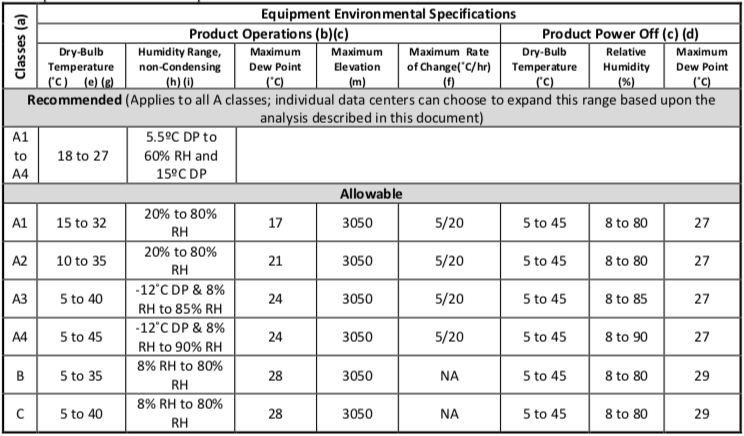 Equipment Environmental Specifications
Classes (a)
Product Operations (b)(c)
Product Power Off (c) (d)
Dry-Bulb
Temperature
(˚C) (e) (g)
Humidity Range,
non-Condensing
(h) (i)
Maximum
Dew Point
(˚C)
Maximum
Elevation
(m)
Maximum Rate
of Change(˚C/hr)
(f)
Dry-Bulb
Temperature
(˚C)
Relative
Humidity
(%)
Maximum
Dew Point
(˚C)
Recommended (Applies to all A classes; individual data centers can choose to expand this range based upon the
analysis described in this document)
A1
to
A4
18 to 27
5.5ºC DP to
60% RH and
15ºC DP
Allowable
A1
15 to 32
20% to 80%
RH
17
3050
5/20
5 to 45
8 to 80
27
A2
10 to 35
20% to 80%
RH
21
3050
5/20
5 to 45
8 to 80
27
A3
5 to 40
-12˚C DP & 8%
RH to 85% RH
24
3050
5/20
5 to 45
8 to 85
27
A4
5 to 45
-12˚C DP & 8%
RH to 90% RH
24
3050
5/20
5 to 45
8 to 90
27
B
5 to 35
8% RH to 80%
RH
28
3050
NA
5 to 45
8 to 80
29
C
5 to 40
8% RH to 80%
RH
28
3050
NA
5 to 45
8 to 80
29